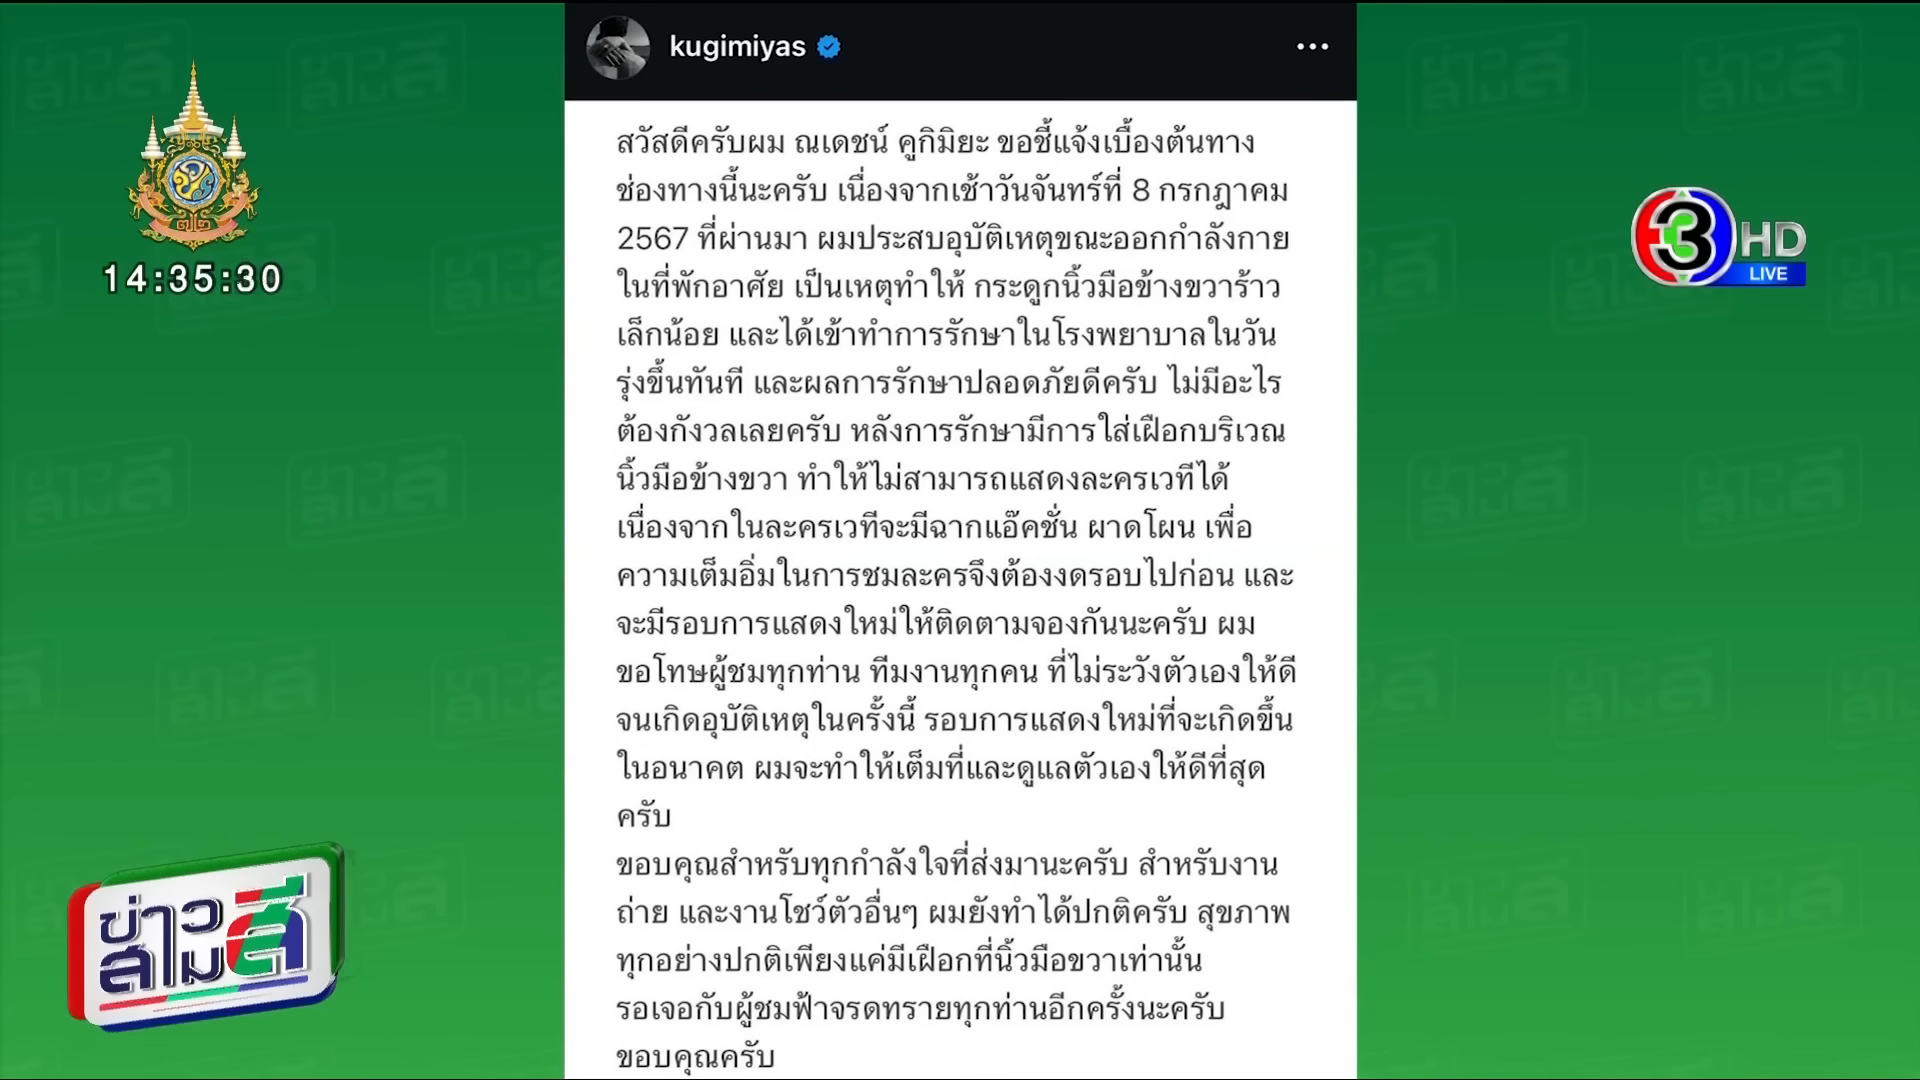 kugimiyas
14:35:30
3 HD
LIVE
สวัสดีครับผม ณเดชน์ คูกิมิยะ ขอชี้แจ้งเบื้องต้นทาง
ช่องทางนี้นะครับ เนื่องจากเช้าวันจันทร์ที่ 8 กรกฎาคม
2567 ที่ผ่านมา ผมประสบอุบัติเหตุขณะออกกำลังกาย
ในที่พักอาศัย เป็นเหตุทำให้ กระดูกนิ้วมือข้างขวาร้าว
เล็กน้อย และได้เข้าทำการรักษาในโรงพยาบาลในวัน
รุ่งขึ้นทันที และผลการรักษาปลอดภัยดีครับ ไม่มีอะไร
ต้องกังวลเลยครับ หลังการรักษามีการใส่เฝือกบริเวณ
นิ้วมือข้างขวา ทำให้ไม่สามารถแสดงละครเวทีได้
เนื่องจากในละครเวทีจะมีฉากแอ๊คชั่น ผาดโผน เพื่อ
ความเต็มอิ่มในการชมละครจึงต้องงดรอบไปก่อน และ
จะมีรอบการแสดงใหม่ให้ติดตามจองกันนะครับ ผม
ขอโทษผู้ชมทุกท่าน ทีมงานทุกคน ที่ไม่ระวังตัวเองให้ดี
จนเกิดอุบัติเหตุในครั้งนี้ รอบการแสดงใหม่ที่จะเกิดขึ้น
ในอนาคต ผมจะทำให้เต็มที่และดูแลตัวเองให้ดีที่สุด
ครับ
ขอบคุณสำหรับทุกกำลังใจที่ส่งมานะครับ สำหรับงาน
ถ่าย และงานโชว์ตัวอื่นๆ ผมยังทำได้ปกติครับ สุขภาพ
ทุกอย่างปกติเพียงแค่มีเฝือกที่นิ้วมือขวาเท่านั้น
รอเจอกับผู้ชมฟ้าจรดทรายทุกท่านอีกครั้งนะครับ
ขอบคุณครับ
ข่าว
สามสี